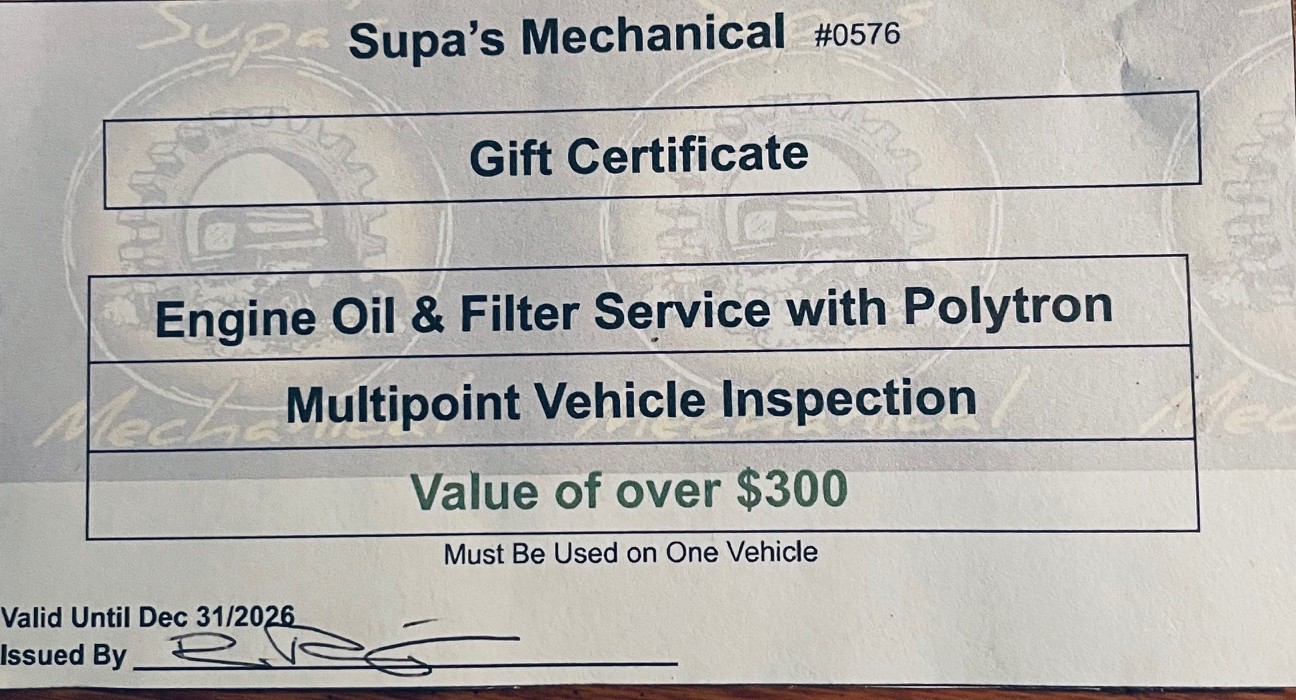 Supa's Mechanical #0576
Gift Certificate
Engine Oil & Filter Service with Polytron
Multipoint Vehicle Inspection
Value of over $300
Must Be Used on One Vehicle
Valid Until Dec 31/2026
Issued By